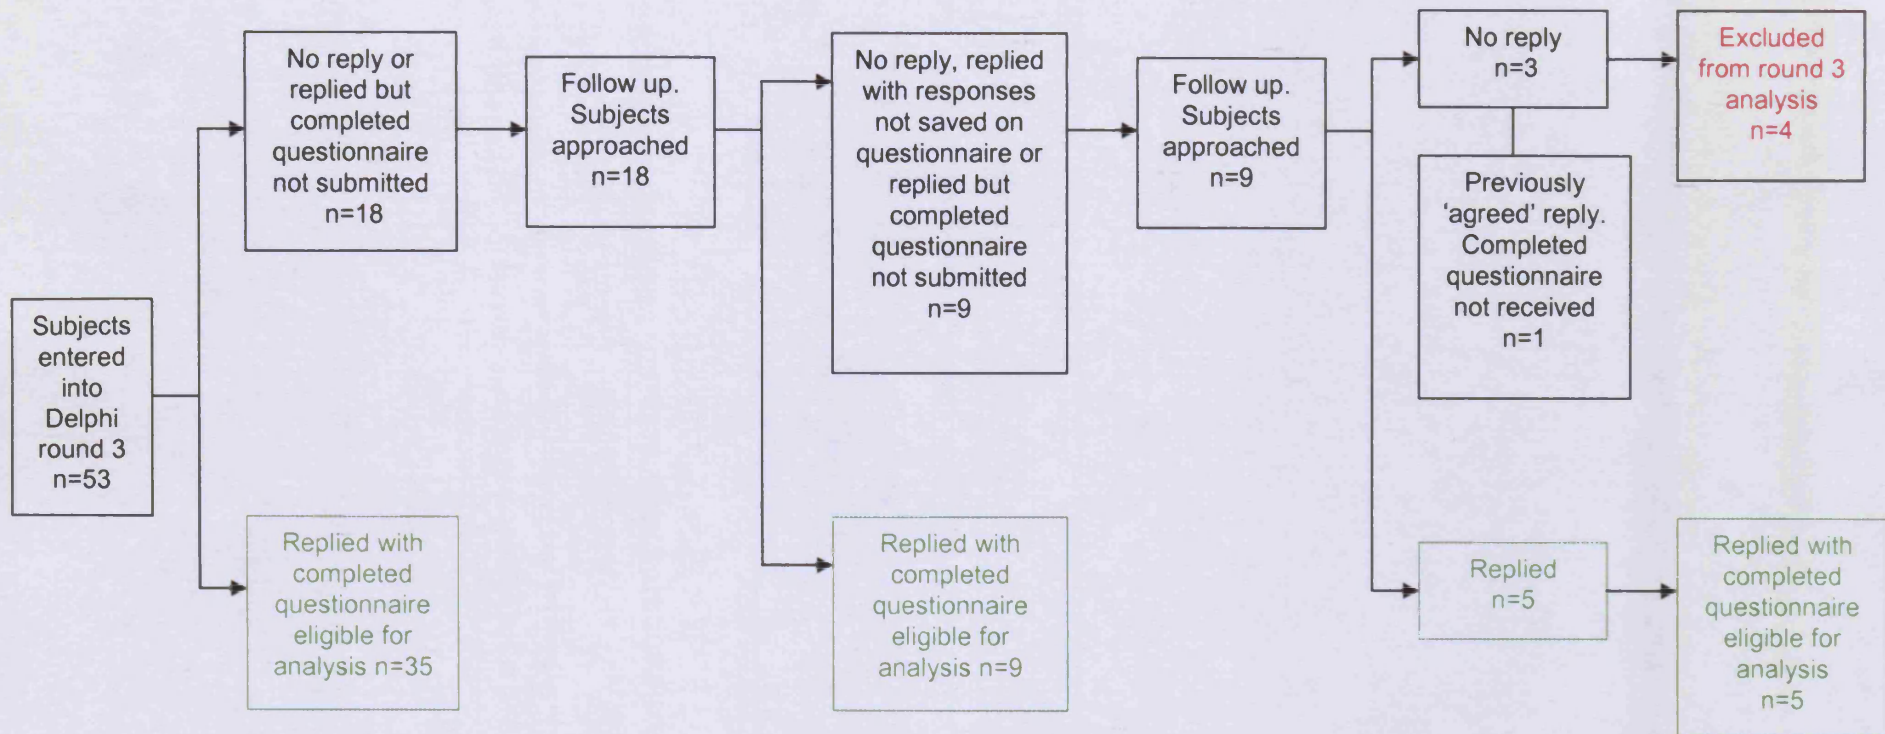 Subjects
entered
into
Delphi
round 3
n=53
No reply or
replied but
completed
questionnaire
not submitted
n=18
Replied with
completed
questionnaire
eligible for
analysis n=35
Follow up.
Subjects
approached
n=18
No reply, replied
with responses
not saved on
questionnaire or
replied but
completed
questionnaire
not submitted
n=9
Replied with
completed
questionnaire
eligible for
analysis n=9
Follow up.
Subjects
approached
n=9
No reply
n=3
Previously
‘agreed’ reply.
Completed
questionnaire
not received
n=1
Replied
n=5
Excluded
from round 3
analysis
n=4
Replied with
completed
questionnaire
eligible for
analysis
n=5